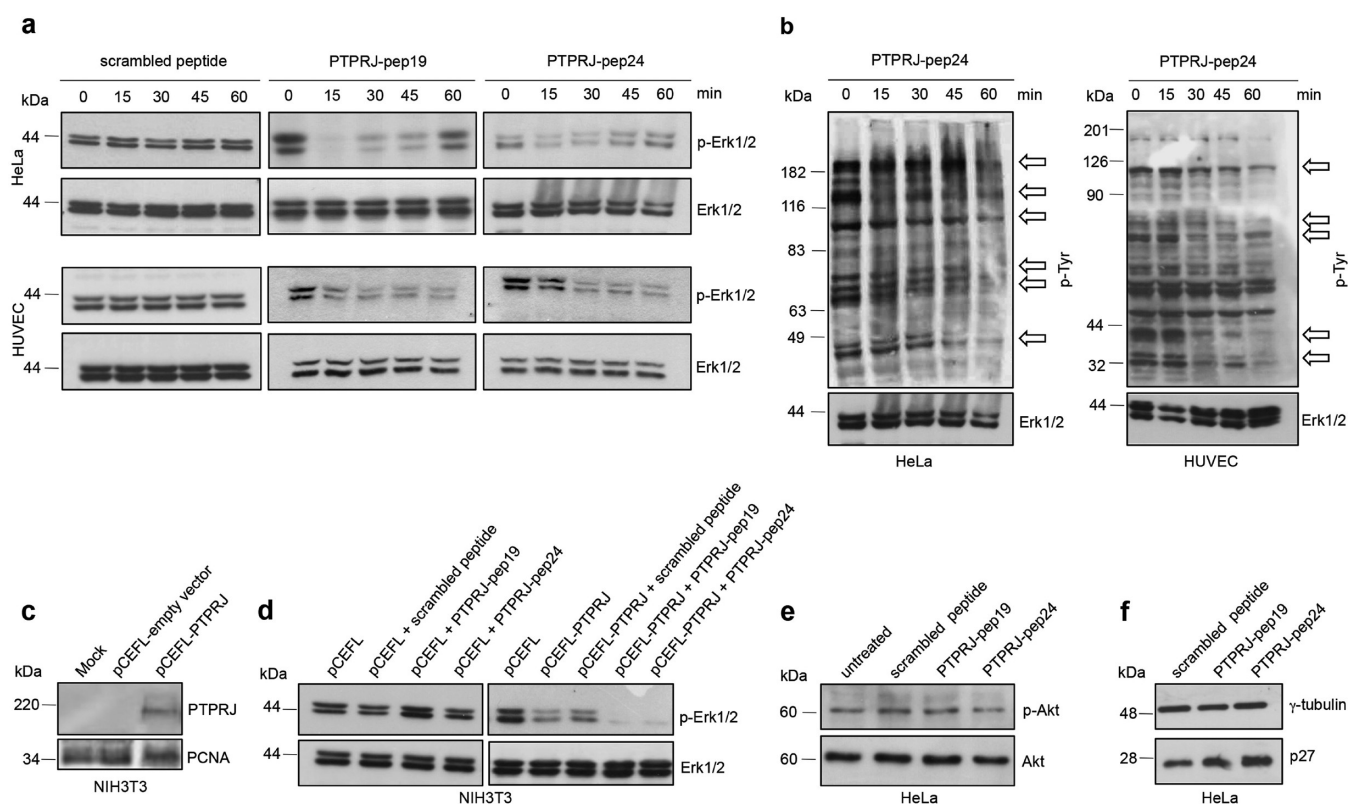 a
scrambled peptide PTPRJ-pep19 PTPRJ-pep24
kDa 0 15 30 45 60 0 15 30 45 60 0 15 30 45 60 min
HeLa
44 p-Erk1/2
44 Erk1/2
HUVEC
44 p-Erk1/2
44 Erk1/2
b
PTPRJ-pep24
kDa 0 15 30 45 60 min
182
116
83
63
49
p-Tyr
44 Erk1/2
HeLa
PTPRJ-pep24
kDa 0 15 30 45 60 min
201
126
90
44
32
p-Tyr
44 Erk1/2
HUVEC
c
Mock
pCEFL-empty vector
pCEFL-PTPRJ
kDa
220 PTPRJ
34 PCNA
NIH3T3
d
pCEFL
pCEFL + scrambled peptide
pCEFL + PTPRJ-pep19
pCEFL + PTPRJ-pep24
pCEFL
pCEFL-PTPRJ
pCEFL-PTPRJ + scrambled peptide
pCEFL-PTPRJ + PTPRJ-pep19
pCEFL-PTPRJ + PTPRJ-pep24
kDa
44 p-Erk1/2
44 Erk1/2
NIH3T3
e
untreated
scrambled peptide
PTPRJ-pep19
PTPRJ-pep24
kDa
60 p-Akt
60 Akt
HeLa
f
scrambled peptide
PTPRJ-pep19
PTPRJ-pep24
kDa
48 γ-tubulin
28 p27
HeLa